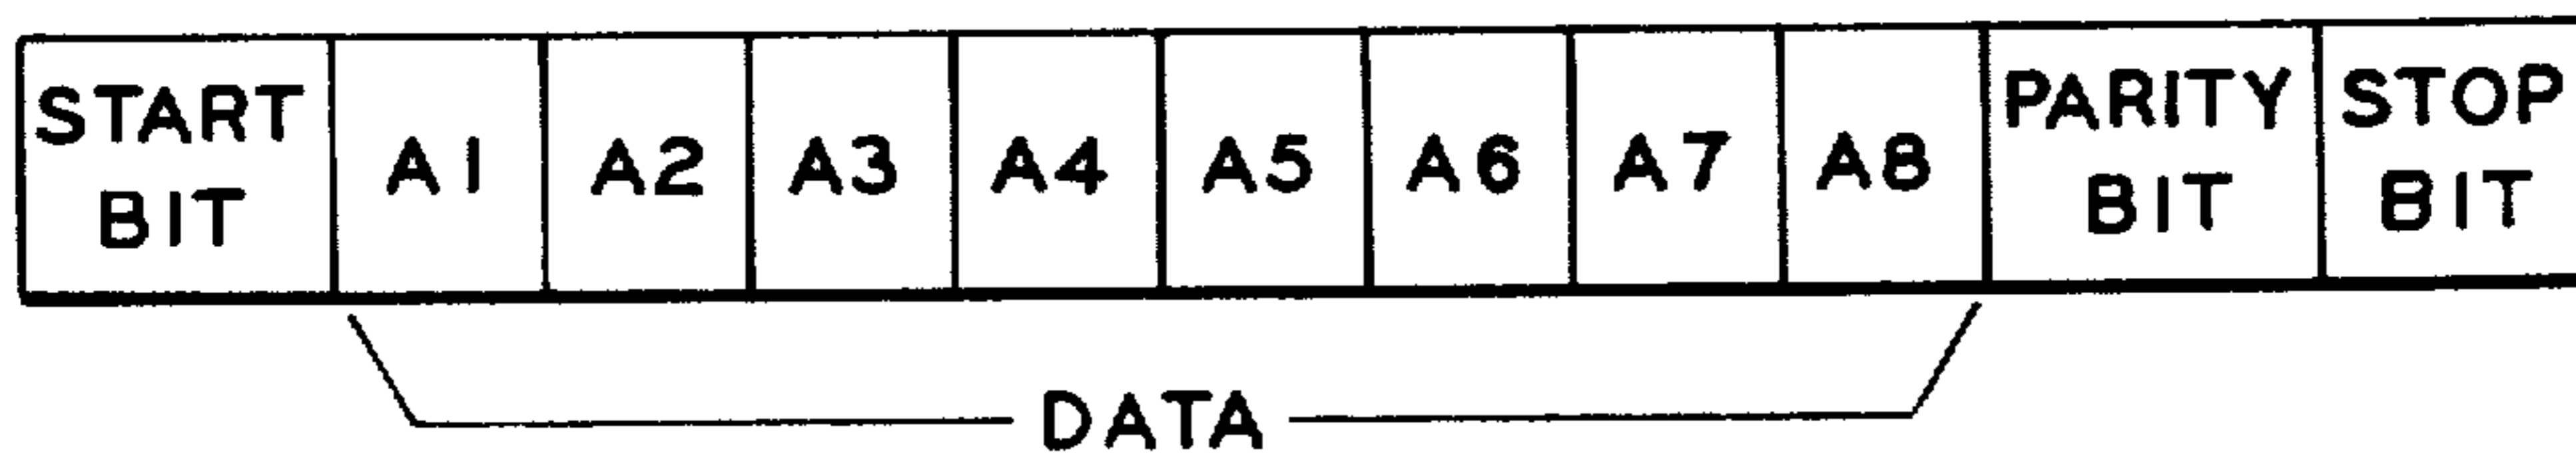 START BIT
A1
A2
A3
A4
A5
A6
A7
A8
PARITY BIT
STOP BIT
DATA